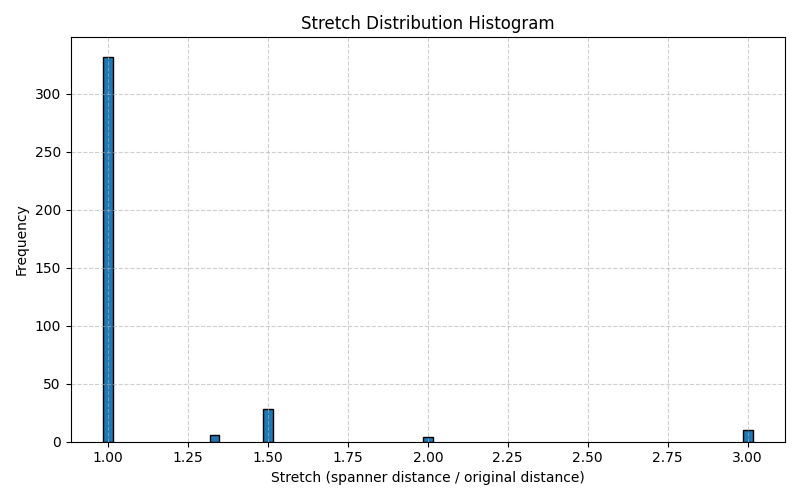 Stretch Distribution Histogram
Frequency
300
250
200
150
100
50
0
1.00 1.25 1.50 1.75 2.00 2.25 2.50 2.75 3.00
Stretch (spanner distance / original distance)